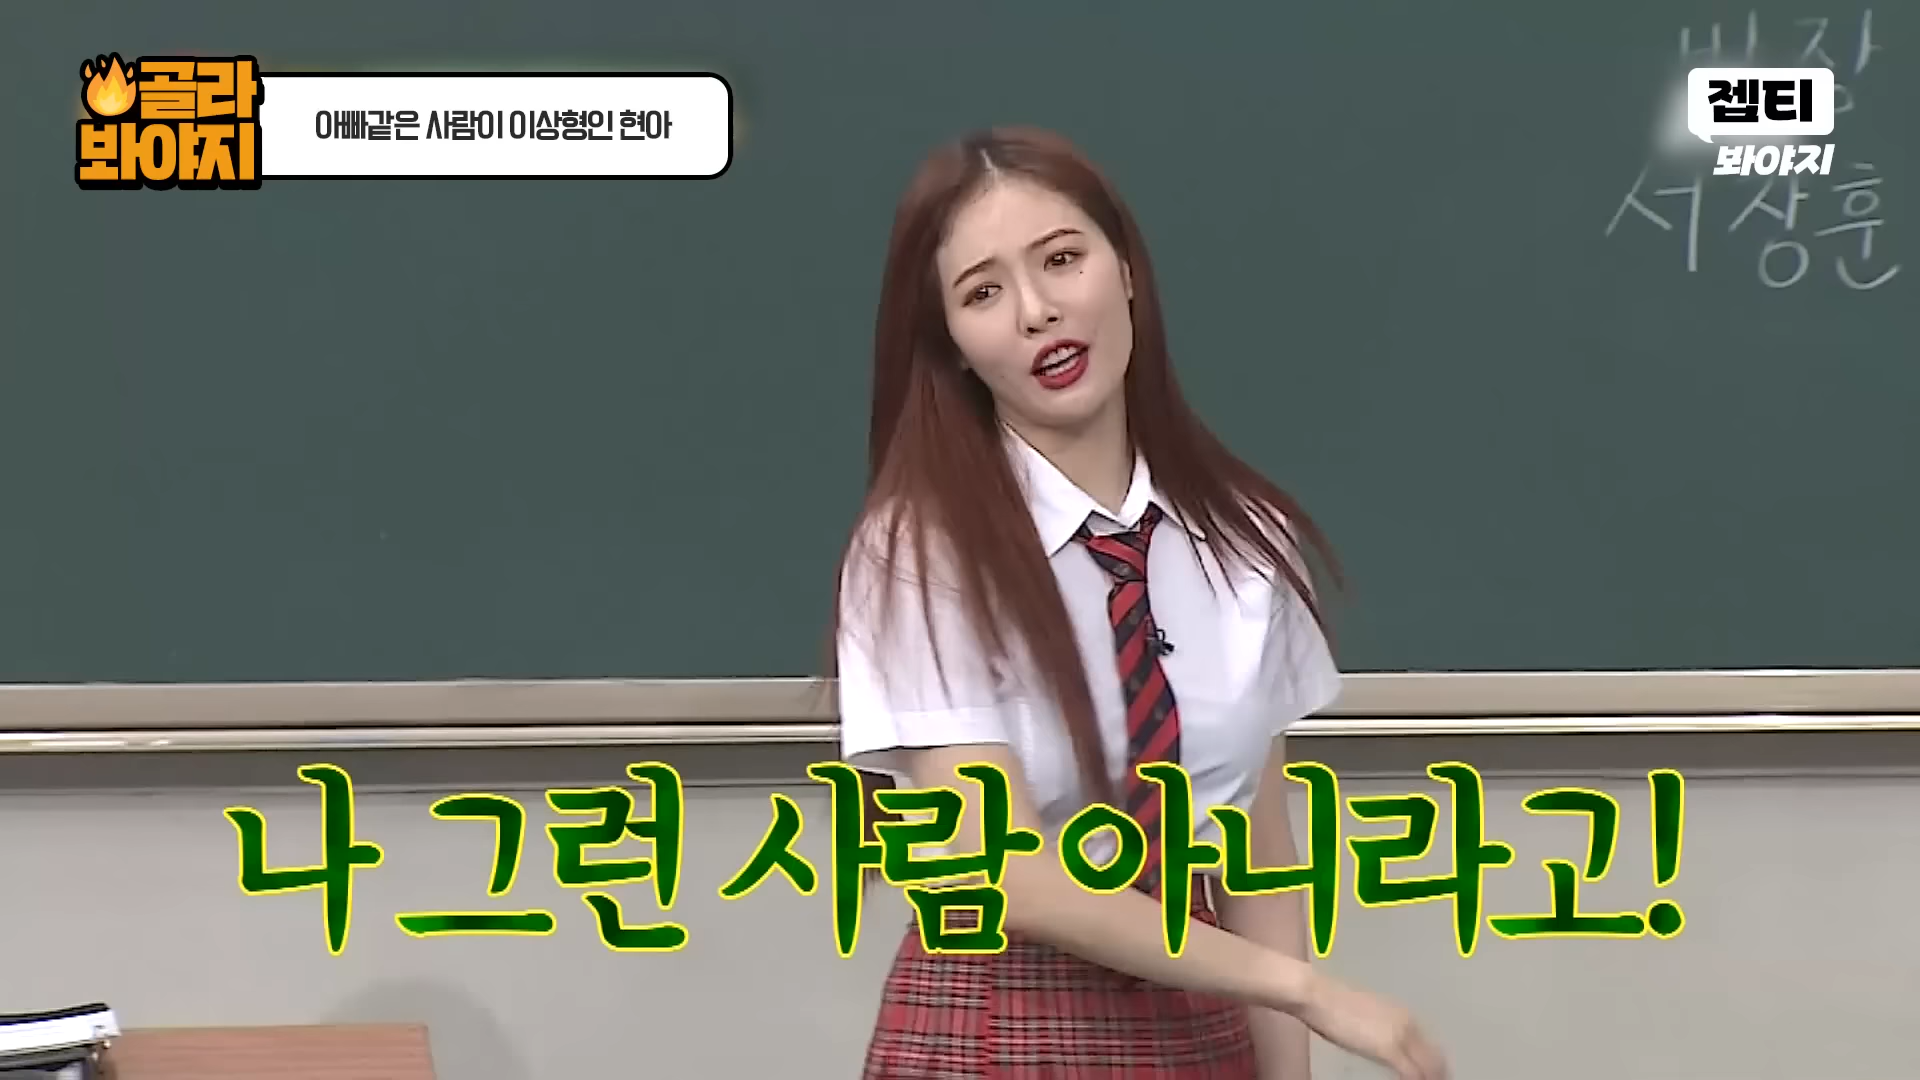 골라
봐야지
아빠같은 사람이 이상형인 현아
젭티
봐야지
장
서상훈
나 그런 사람 아니라고!